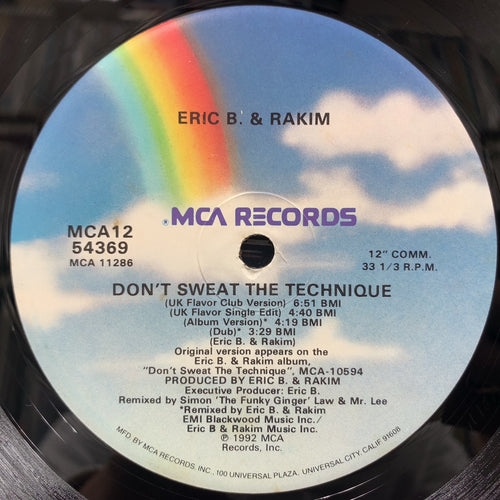 ERIC B. & RAKIM
® MCA RECORDS
MCA12
54369
MCA 11286
12" COMM.
33 1/3 R.P.M.
DON'T SWEAT THE TECHNIQUE
(UK Flavor Club Version) 6:51 BMI
(UK Flavor Single Edit) 4:40 BMI
(Album Version)* 4:19 BMI
(Dub)* 3:29 BMI
(Eric B. & Rakim)
Original version appears on the
Eric B. & Rakim album,
"Don't Sweat The Technique", MCA-10594
PRODUCED BY ERIC B. & RAKIM
Executive Producer: Eric B.
Remixed by Simon 'The Funky Ginger' Law & Mr. Lee
*Remixed by Eric B. & Rakim
EMI Blackwood Music Inc./
Eric B & Rakim Music Inc.
℗ 1992 MCA
Records, Inc.
MFD. BY MCA RECORDS, INC., 100 UNIVERSAL PLAZA, UNIVERSAL CITY, CALIF 91608